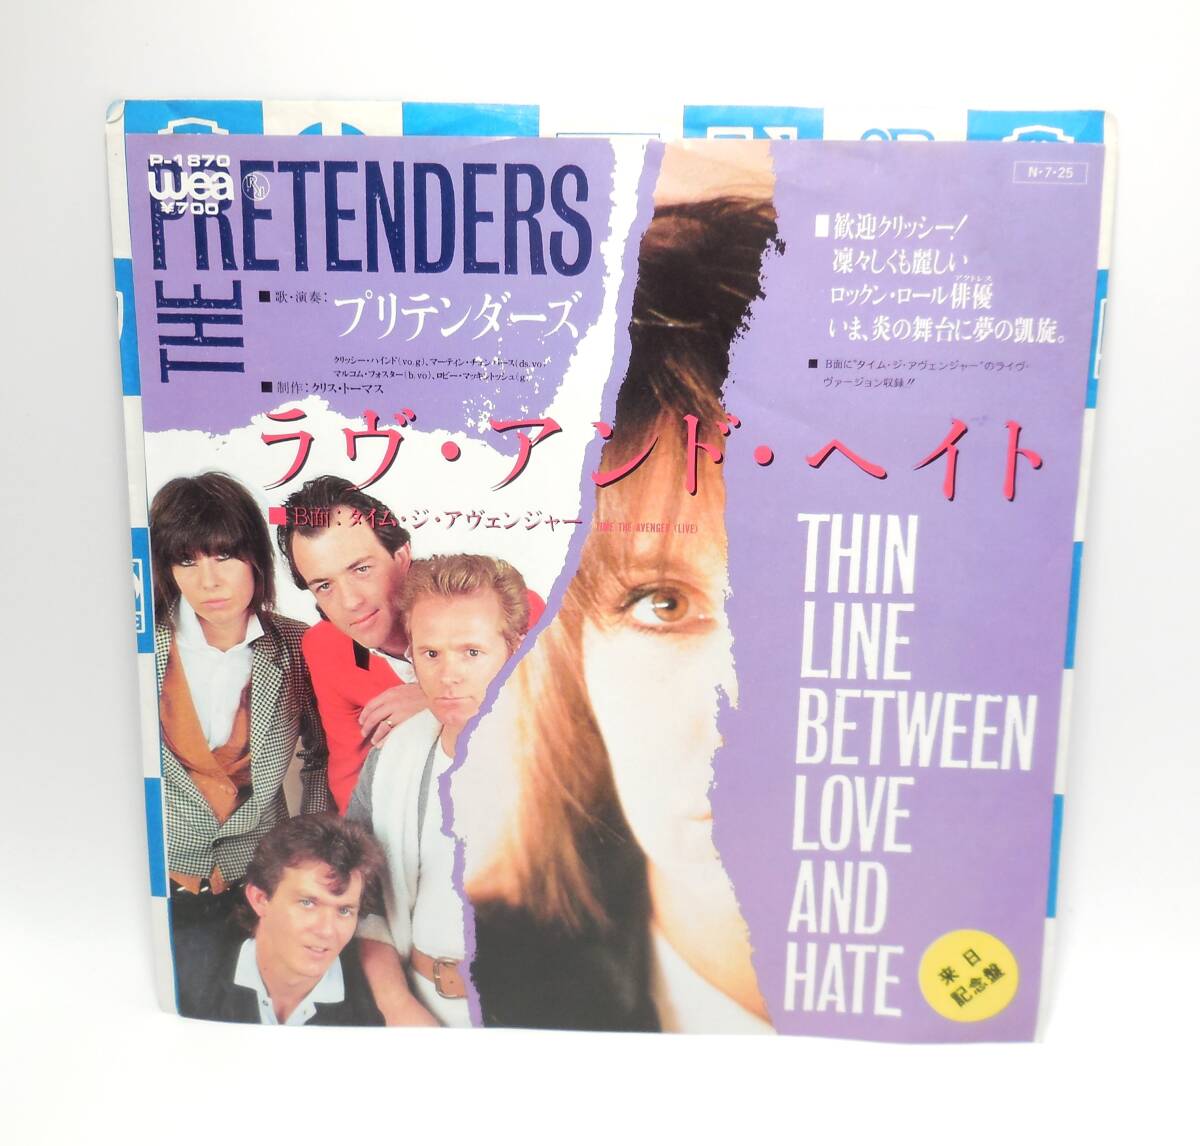 P-1870
wea
¥700
THE
PRETENDERS
N・7・25
■歌・演奏:
プリテンダーズ
クリッシー・ハインド(vo.g)、マーティン・チェンバース(ds.vo)
マルコム・フォスター(b.vo)、ロビー・マッキントッシュ(g)
■制作:クリス・トーマス
■歓迎クリッシー!
凜々しくも麗しい
アクトレス
ロックン・ロール俳優
いま、炎の舞台に夢の凱旋。
■B面に"タイム・ジ・アヴェンジャー"のライヴ・
ヴァージョン収録!!
ラヴ・アンド・ヘイト
■B面:タイム・ジ・アヴェンジャー TIME THE AVENGER (LIVE)
THIN
LINE
BETWEEN
LOVE
AND
HATE
来日
記念盤